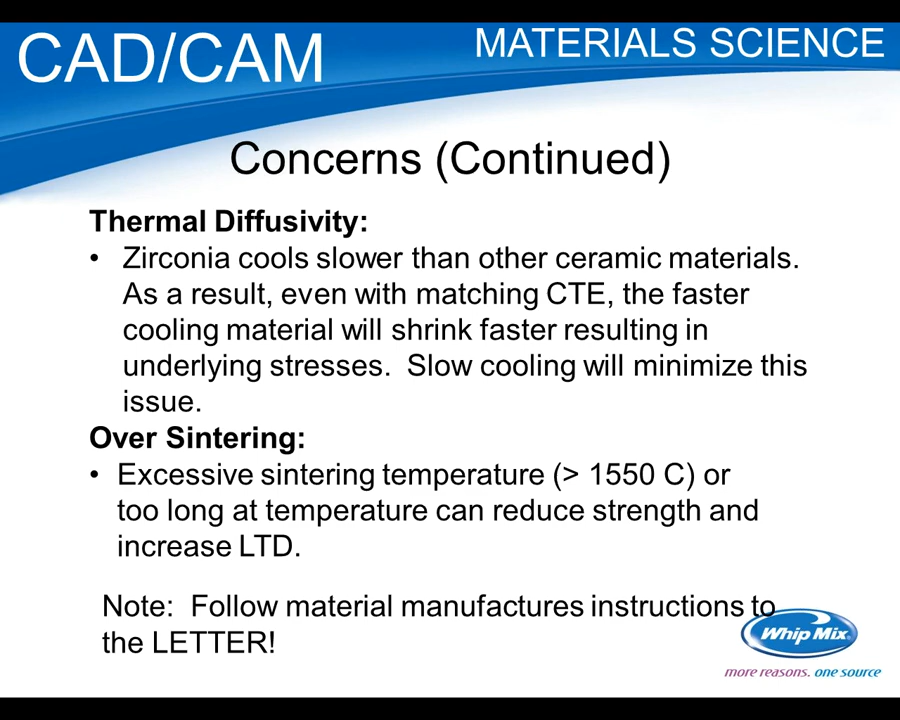 CAD/CAM
MATERIALS SCIENCE
Concerns (Continued)
Thermal Diffusivity:
• Zirconia cools slower than other ceramic materials.
As a result, even with matching CTE, the faster
cooling material will shrink faster resulting in
underlying stresses.  Slow cooling will minimize this
issue.
Over Sintering:
• Excessive sintering temperature (> 1550 C) or
too long at temperature can reduce strength and
increase LTD.
Note:  Follow material manufactures instructions to
the LETTER!
Whip Mix®
more reasons. one source